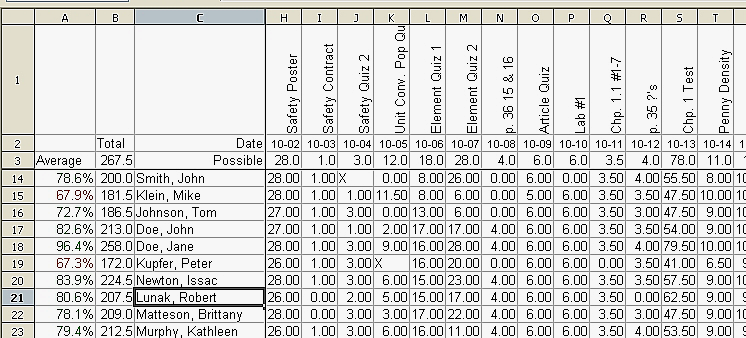 A B C H I J K L M N O P Q R S T
1 Safety Poster Safety Contract Safety Quiz 2 Unit Conv. Pop Qu Element Quiz 1 Element Quiz 2 p. 36 15 & 16 Article Quiz Lab #1 Chp. 1.1 #1-7 p. 35 ?'s Chp. 1 Test Penny Density
2 Total Date 10-02 10-03 10-04 10-05 10-06 10-07 10-08 10-09 10-10 10-11 10-12 10-13 10-14
3 Average 267.5 Possible 28.0 1.0 3.0 12.0 18.0 28.0 4.0 6.0 6.0 3.5 4.0 78.0 11.0
14 78.6% 200.0 Smith, John 28.00 1.00 X 0.00 8.00 26.00 0.00 6.00 6.00 3.50 4.00 55.50 8.00
15 67.9% 181.5 Klein, Mike 28.00 1.00 1.00 11.50 8.00 6.00 0.00 5.00 6.00 3.50 3.50 47.50 10.00
16 72.7% 186.5 Johnson, Tom 27.00 1.00 3.00 0.00 13.00 6.00 0.00 6.00 6.00 3.50 3.50 47.50 9.00
17 82.6% 213.0 Doe, John 27.00 1.00 1.00 2.00 17.00 17.00 4.00 6.00 6.00 3.50 3.50 54.00 9.00
18 96.4% 258.0 Doe, Jane 28.00 1.00 3.00 9.00 16.00 28.00 4.00 6.00 6.00 3.50 4.00 79.50 10.00
19 67.3% 172.0 Kupfer, Peter 26.00 1.00 3.00 X 16.00 20.00 0.00 6.00 0.00 0.00 3.50 41.00 6.50
20 83.9% 224.5 Newton, Issac 28.00 1.00 3.00 6.00 15.00 23.00 4.00 6.00 6.00 3.50 3.50 57.50 9.00
21 80.6% 207.5 Lunak, Robert 26.00 0.00 2.00 5.00 15.00 17.00 4.00 6.00 6.00 3.50 0.00 62.50 9.00
22 78.1% 209.0 Matteson, Brittany 28.00 0.00 3.00 3.00 17.00 22.00 4.00 6.00 6.00 3.50 3.50 47.50 9.00
23 79.4% 212.5 Murphy, Kathleen 26.00 1.00 3.00 6.00 16.00 11.00 4.00 6.00 6.00 3.50 4.00 53.50 9.00